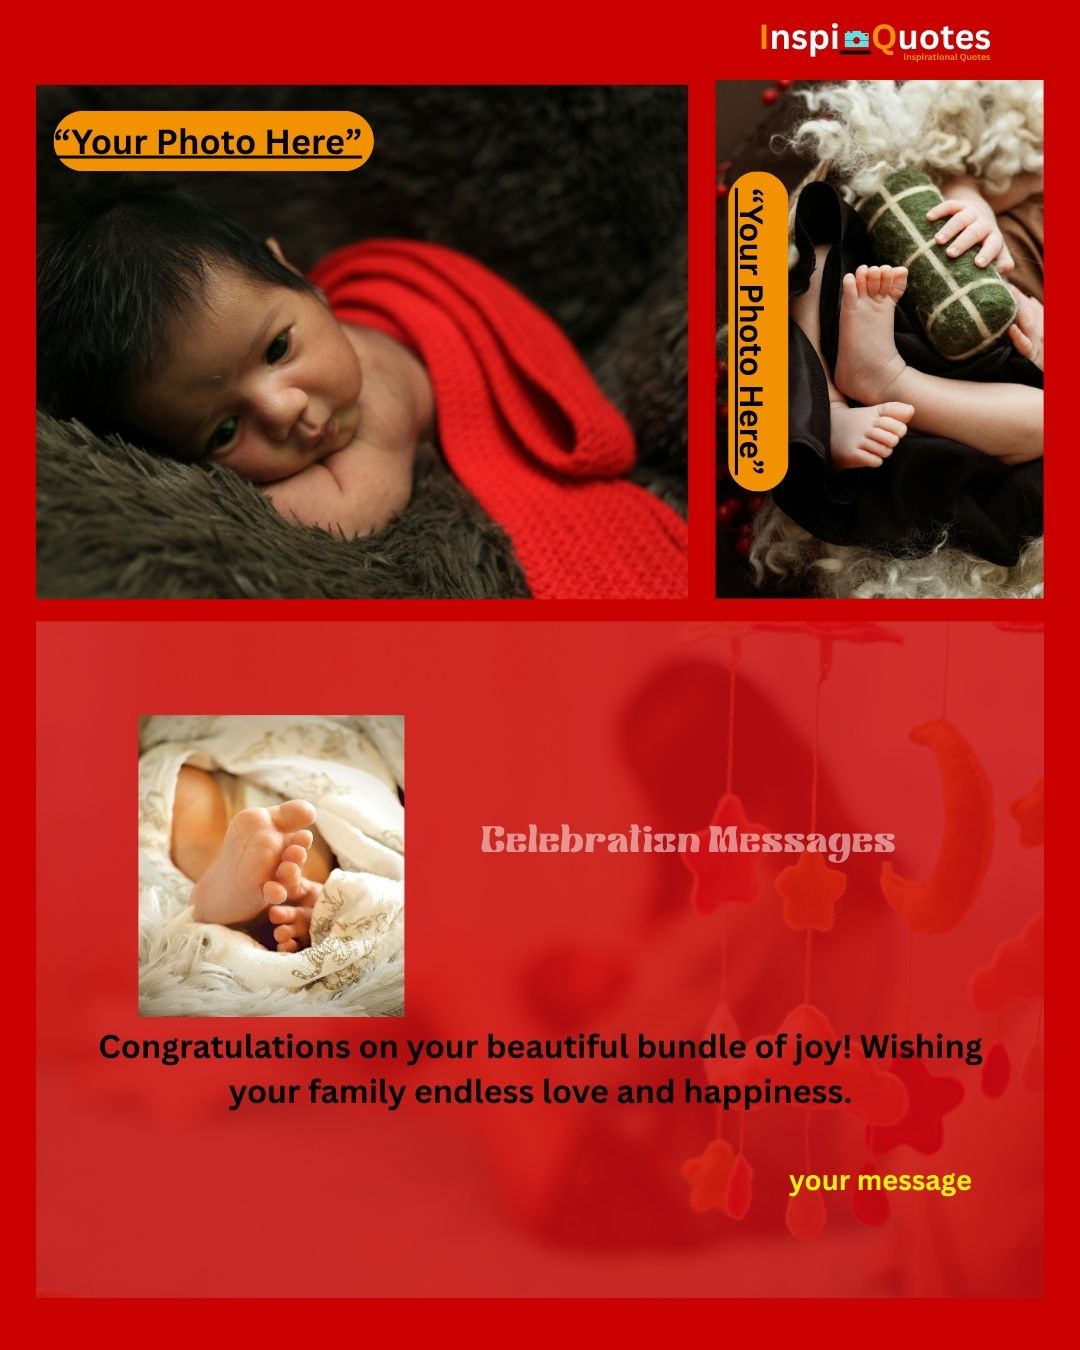 InspiQuotes
Inspirational Quotes
“Your Photo Here”
“Your Photo Here”
Celebration Messages
Congratulations on your beautiful bundle of joy! Wishing
your family endless love and happiness.
your message